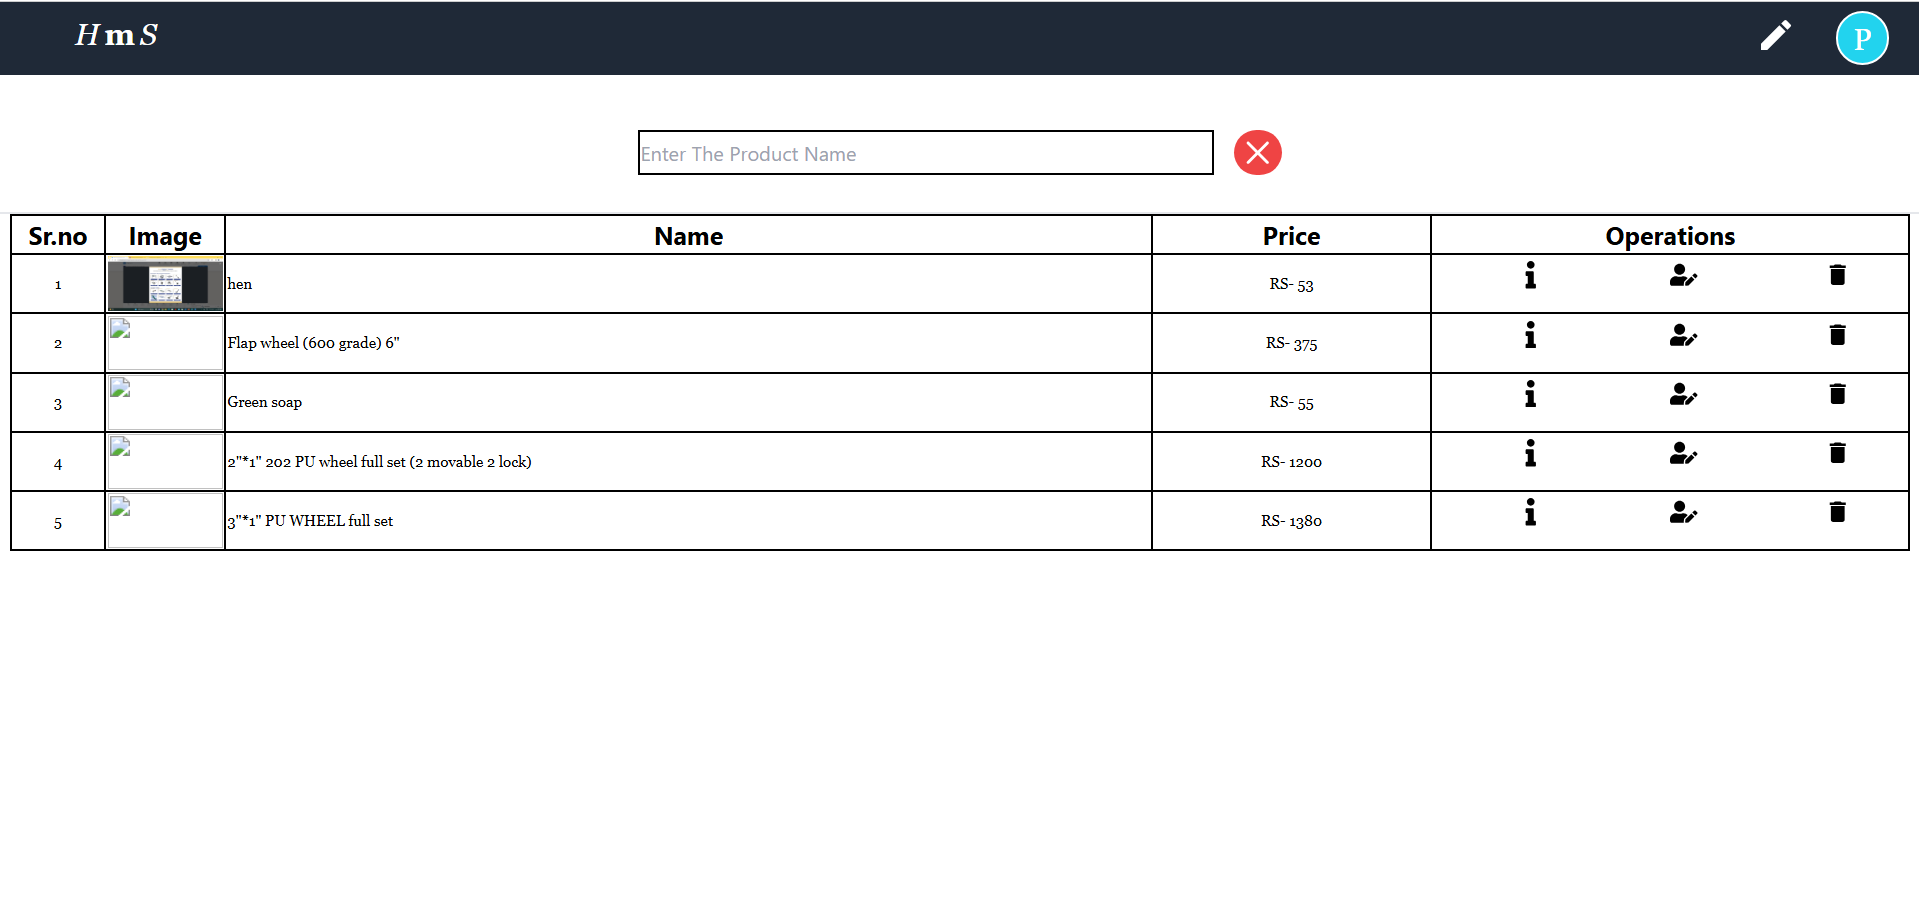 HmS
P
Enter The Product Name
Sr.no Image Name Price Operations
1 hen RS- 53
2 Flap wheel (600 grade) 6" RS- 375
3 Green soap RS- 55
4 2"*1" 202 PU wheel full set (2 movable 2 lock) RS- 1200
5 3"*1" PU WHEEL full set RS- 1380